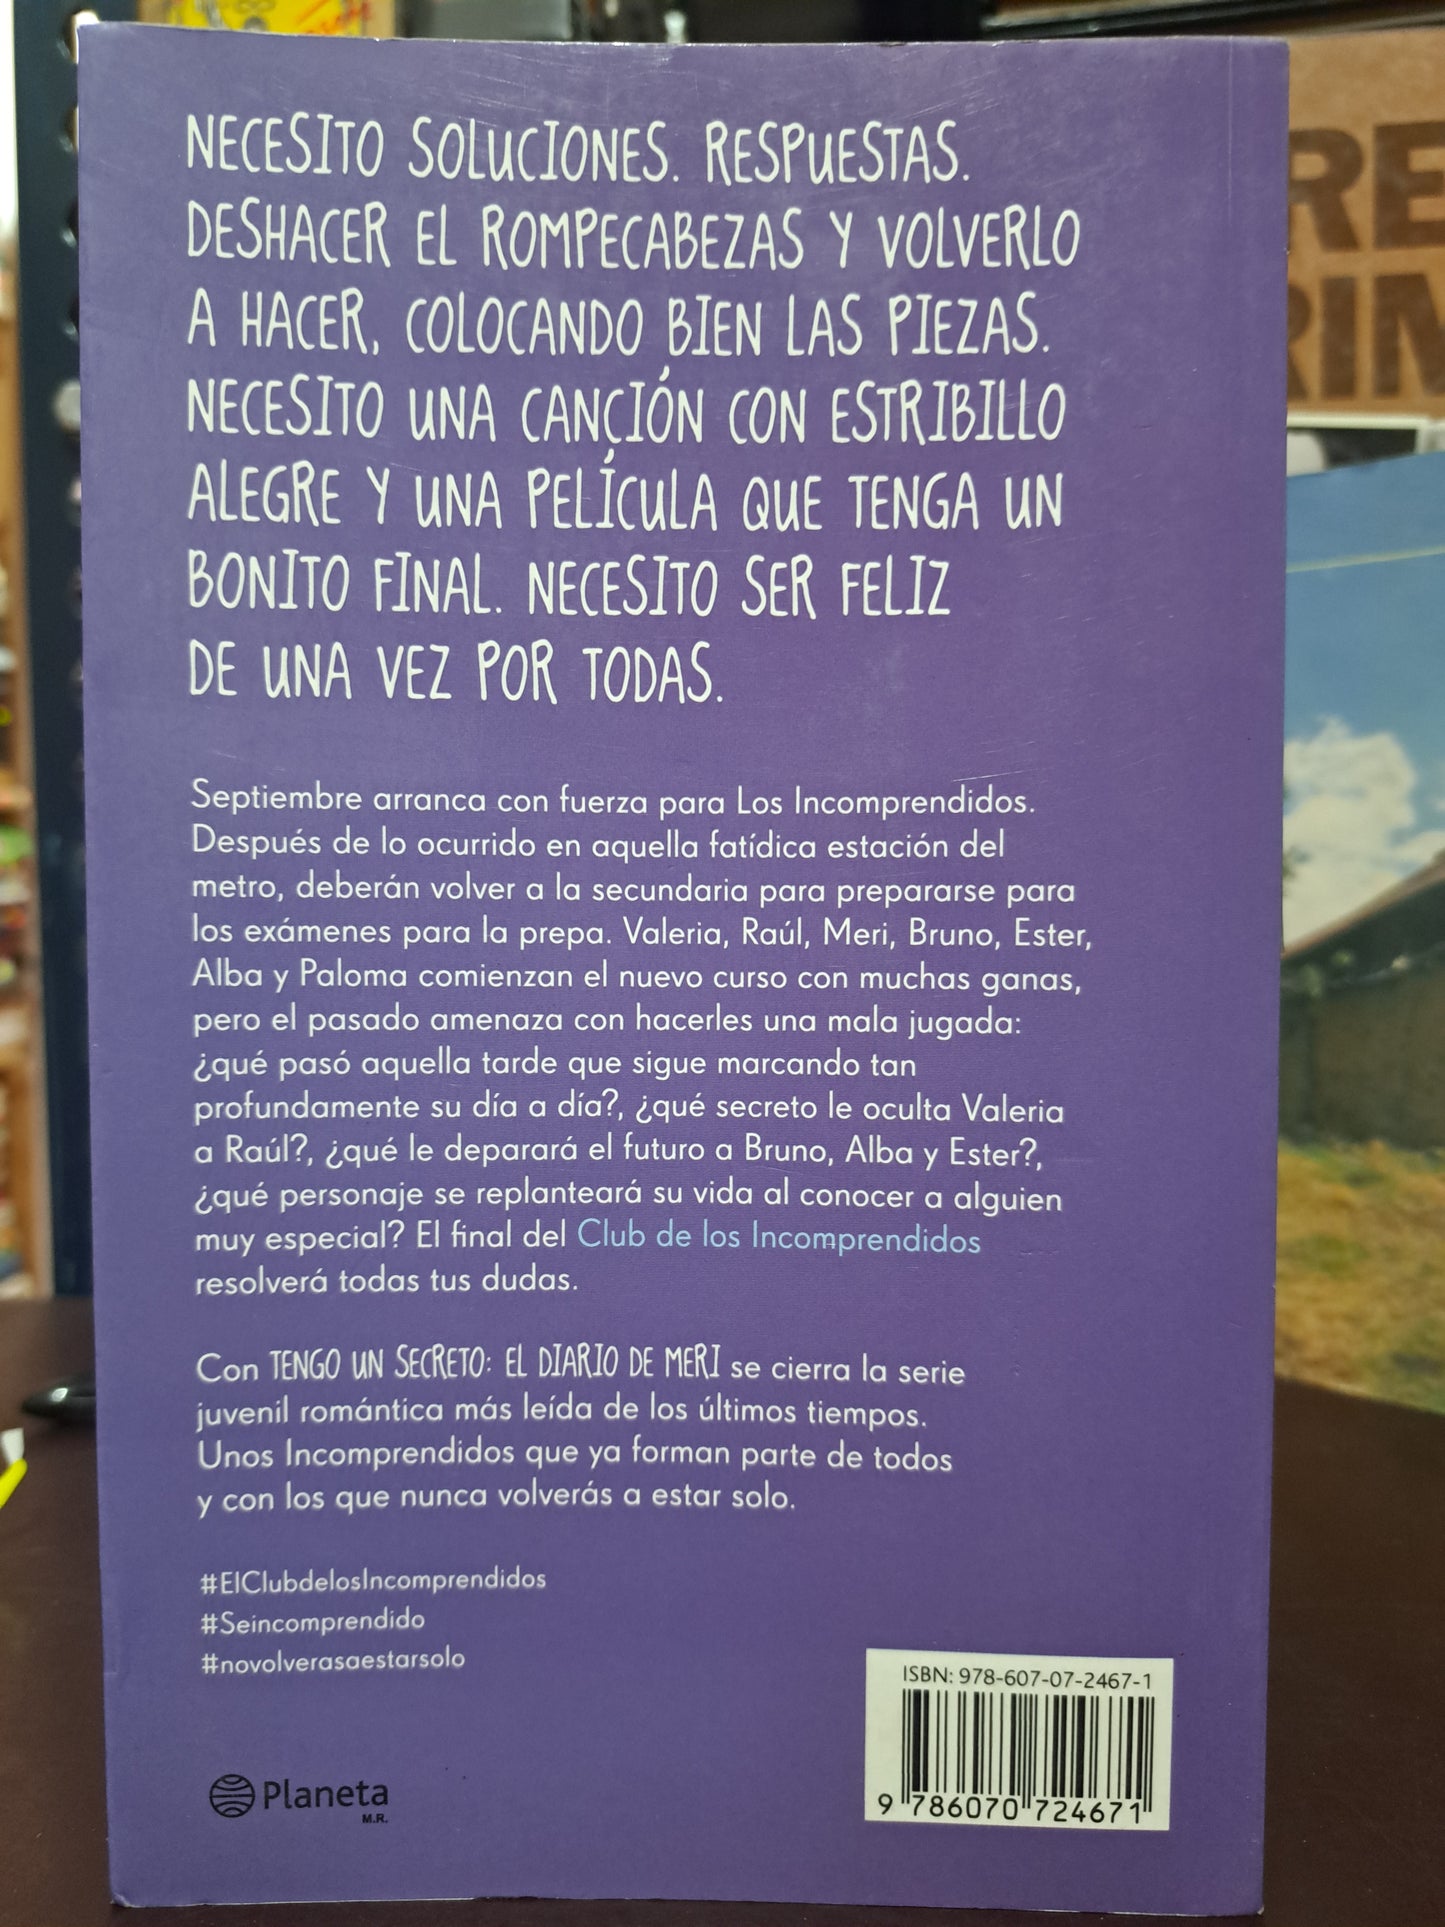 NECESITO SOLUCIONES. RESPUESTAS.
DESHACER EL ROMPECABEZAS Y VOLVERLO
A HACER, COLOCANDO BIEN LAS PIEZAS.
NECESITO UNA CANCIÓN CON ESTRIBILLO
ALEGRE Y UNA PELÍCULA QUE TENGA UN
BONITO FINAL. NECESITO SER FELIZ
DE UNA VEZ POR TODAS.
Septiembre arranca con fuerza para Los Incomprendidos.
Después de lo ocurrido en aquella fatídica estación del
metro, deberán volver a la secundaria para prepararse para
los exámenes para la prepa. Valeria, Raúl, Meri, Bruno, Ester,
Alba y Paloma comienzan el nuevo curso con muchas ganas,
pero el pasado amenaza con hacerles una mala jugada:
¿qué pasó aquella tarde que sigue marcando tan
profundamente su día a día?, ¿qué secreto le oculta Valeria
a Raúl?, ¿qué le deparará el futuro a Bruno, Alba y Ester?,
¿qué personaje se replanteará su vida al conocer a alguien
muy especial? El final del Club de los Incomprendidos
resolverá todas tus dudas.
Con TENGO UN SECRETO: EL DIARIO DE MERI se cierra la serie
juvenil romántica más leída de los últimos tiempos.
Unos Incomprendidos que ya forman parte de todos
y con los que nunca volverás a estar solo.
#ElClubdelosIncomprendidos
#Seincomprendido
#novolverasaestarsolo
ISBN: 978-607-07-2467-1
9 786070 724671
Planeta
M.R.
RE
RIM